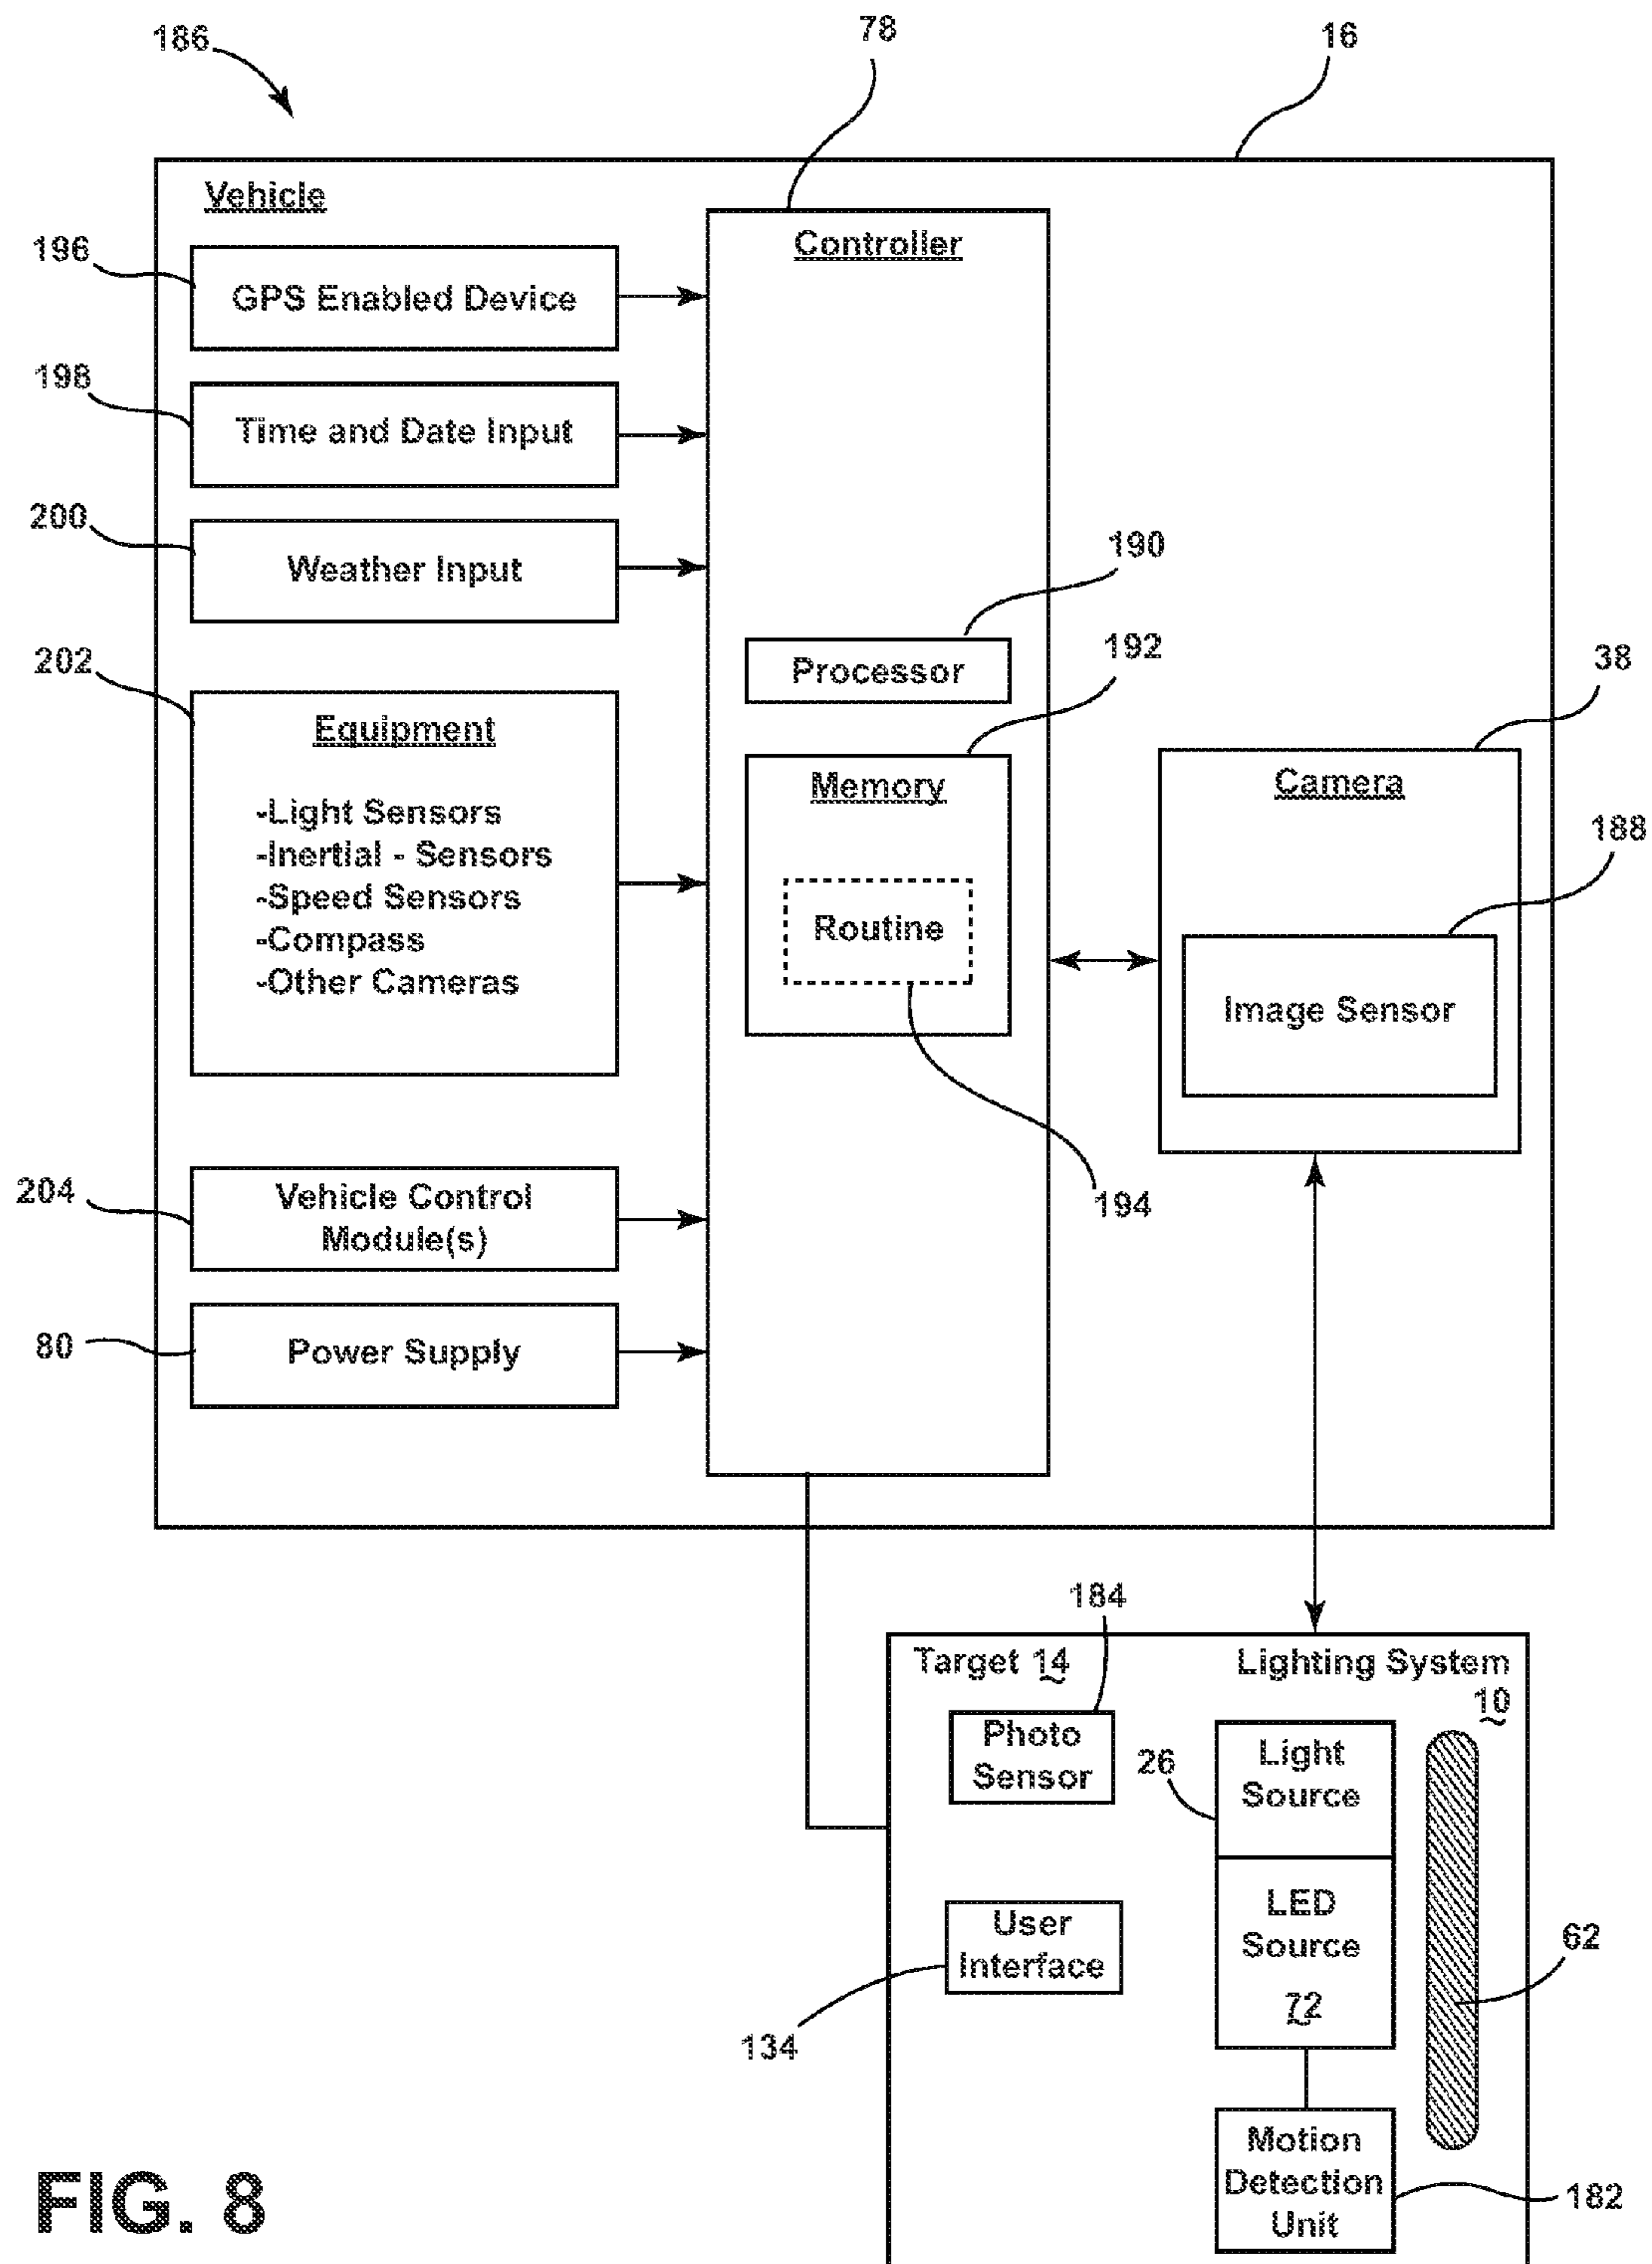 186
78
16
Vehicle
196
GPS Enabled Device
198
Time and Date Input
200
Weather Input
202
Equipment
-Light Sensors
-Inertial - Sensors
-Speed Sensors
-Compass
-Other Cameras
204
Vehicle Control
Module(s)
80
Power Supply
Controller
190
Processor
192
Memory
Routine
194
38
Camera
188
Image Sensor
184
Target 14
Lighting System
10
Photo
Sensor
26
Light
Source
User
Interface
134
LED
Source
72
62
Motion
Detection
Unit
182
FIG. 8